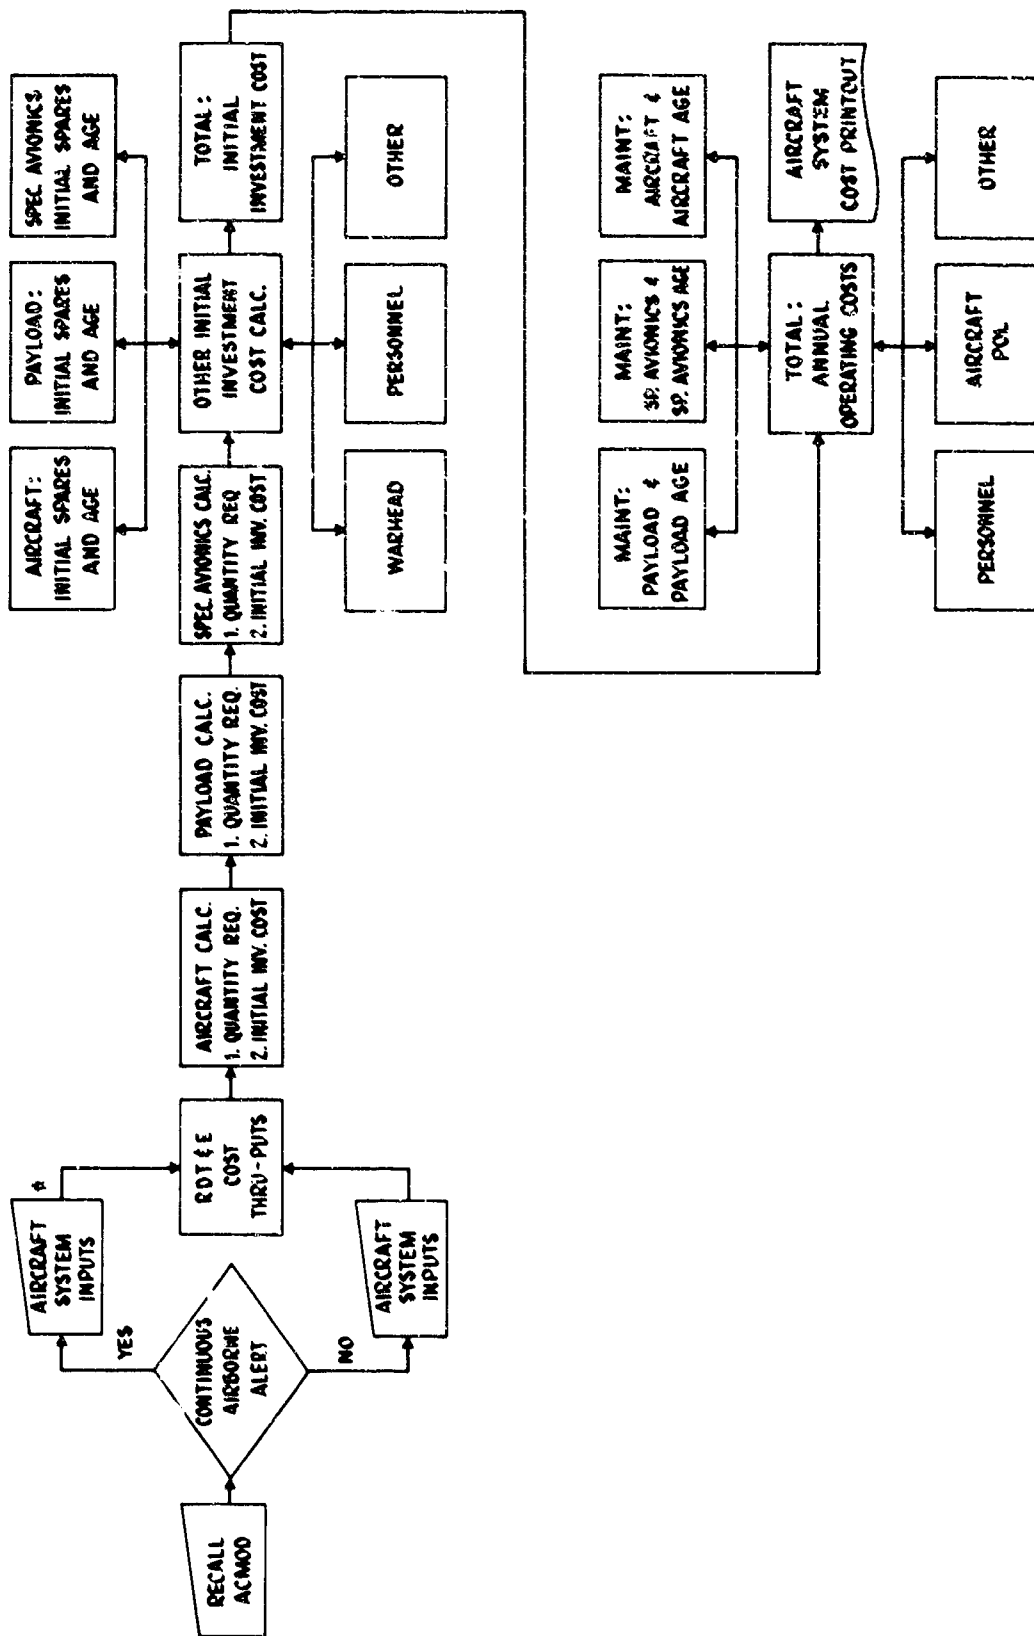 RECALL
ACMOD
CONTINUOUS
AIRBORNE
ALERT
YES
NO
AIRCRAFT
SYSTEM
INPUTS
*
AIRCRAFT
SYSTEM
INPUTS
RDT & E
COST
THRU-PUTS
AIRCRAFT CALC.
1. QUANTITY REQ.
2. INITIAL INV. COST
PAYLOAD CALC.
1. QUANTITY REQ.
2. INITIAL INV. COST
SPEC. AVIONICS CALC.
1. QUANTITY REQ
2. INITIAL INV. COST
AIRCRAFT:
INITIAL SPARES
AND AGE
PAYLOAD:
INITIAL SPARES
AND AGE
SPEC AVIONICS
INITIAL SPARES
AND AGE
OTHER INITIAL
INVESTMENT
COST CALC.
TOTAL:
INITIAL
INVESTMENT COST
WARHEAD
PERSONNEL
OTHER
MAINT:
PAYLOAD &
PAYLOAD AGE
MAINT:
SP. AVIONICS &
SP. AVIONICS AGE
MAINT:
AIRCRAFT &
AIRCRAFT AGE
TOTAL:
ANNUAL
OPERATING COSTS
AIRCRAFT
SYSTEM
COST PRINTOUT
PERSONNEL
AIRCRAFT
POL
OTHER